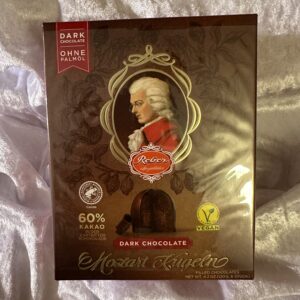 DARK
CHOCOLATE
OHNE
PALMÖL
Reber
60%
KAKAO
VEGAN
DARK CHOCOLATE
Mozart Kugeln
FILLED CHOCOLATES